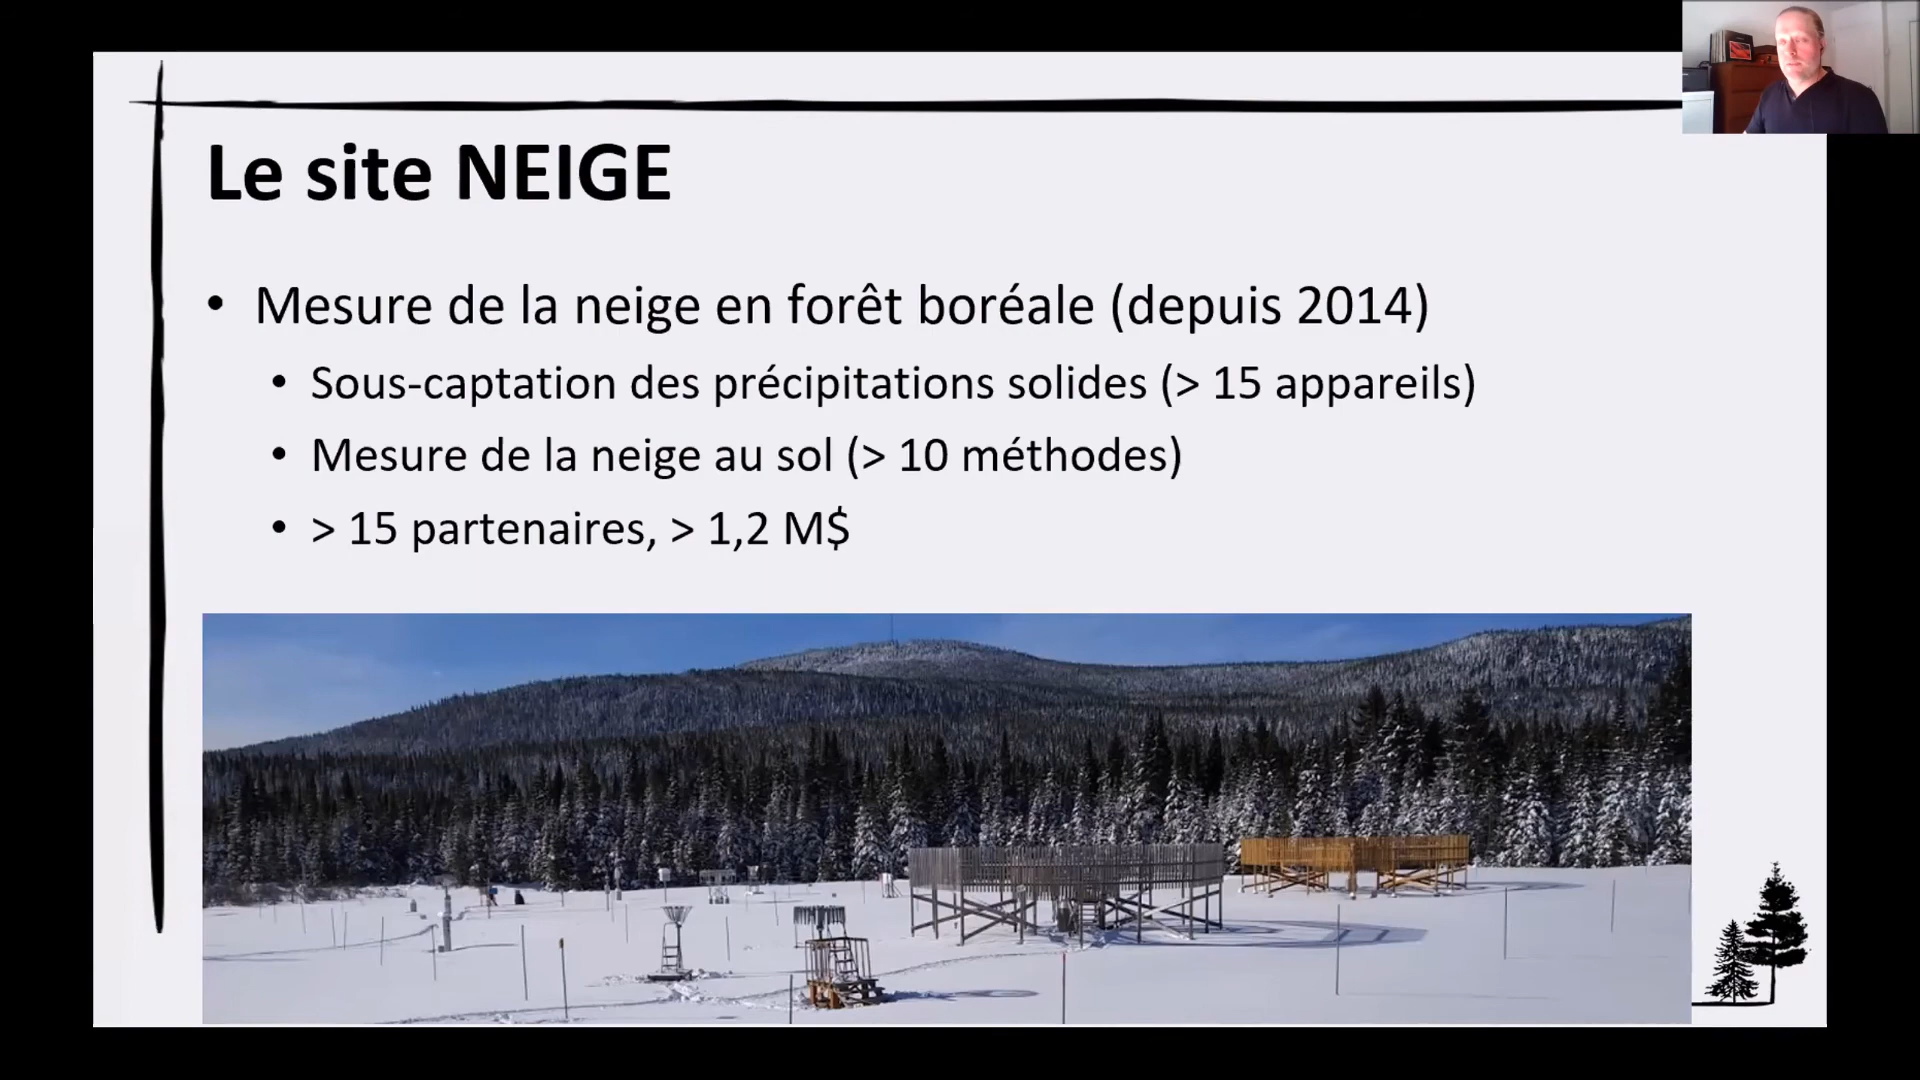 Le site NEIGE
• Mesure de la neige en forêt boréale (depuis 2014)
• Sous-captation des précipitations solides (> 15 appareils)
• Mesure de la neige au sol (> 10 méthodes)
• > 15 partenaires, > 1,2 M$